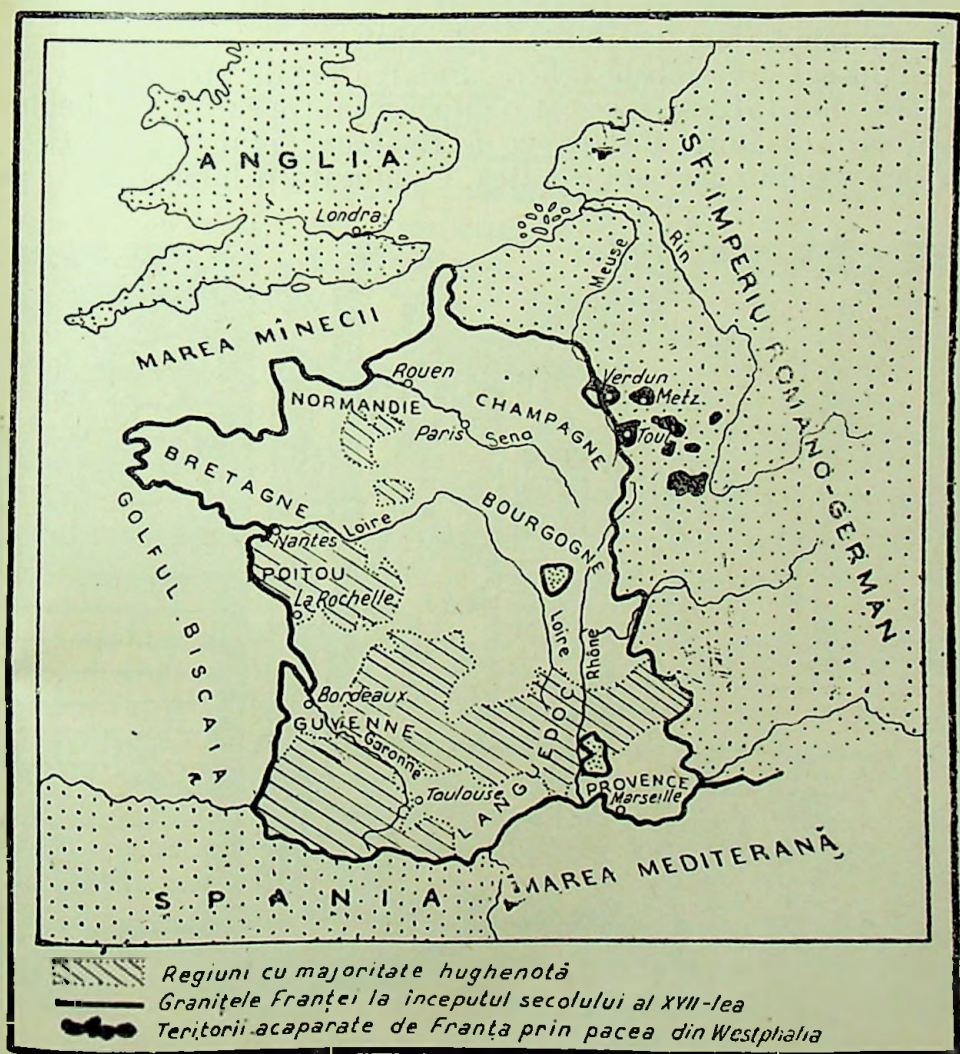 ANGLIA
Londra
MAREA MÎNECII
SF. IMPERIU ROMANO-GERMAN
Meuse
Rin
Rouen
NORMANDIE
CHAMPAGNE
Verdun
Metz
Toul
Paris
Sena
BRETAGNE
Loire
Nantes
BOURGOGNE
GOLFUL BISCAIA
POITOU
La Rochelle
Loire
Rhône
Bordeaux
GUYENNE
Garonne
LANGUEDOC
Toulouse
PROVENCE
Marseille
MAREA MEDITERANĂ
SPANIA
Regiuni cu majoritate hughenotă
Granițele Franței la începutul secolului al XVII-lea
Teritorii acaparate de Franța prin pacea din Westphalia